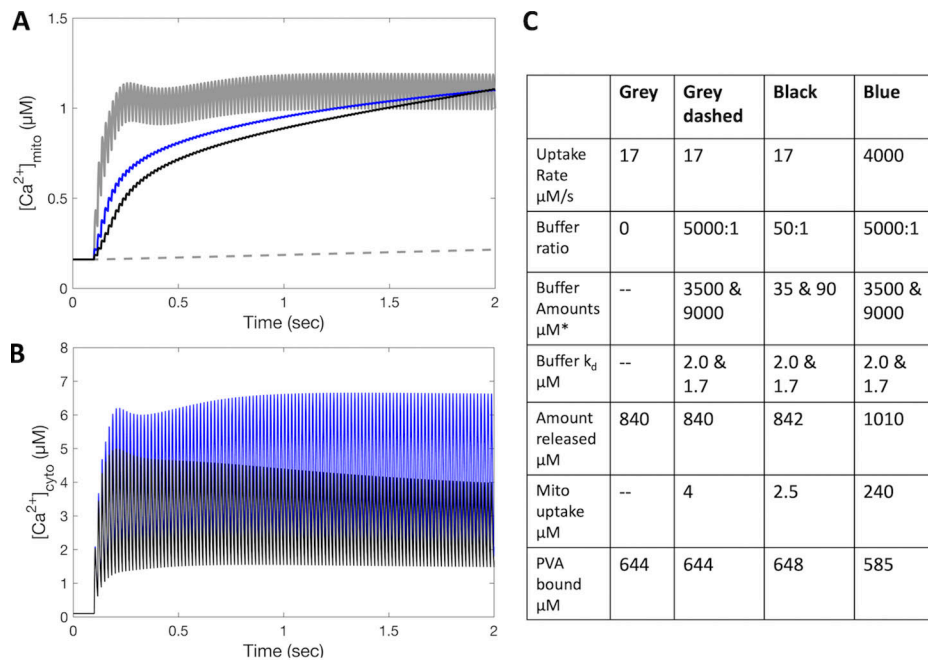 A
1.5
1
0.5
0
[Ca2+]mito (µM)
0 0.5 1 1.5 2
Time (sec)
B
8
7
6
5
4
3
2
1
0
[Ca2+]cyto (µM)
0 0.5 1 1.5 2
Time (sec)
C
Grey Grey dashed Black Blue
Uptake Rate µM/s 17 17 17 4000
Buffer ratio 0 5000:1 50:1 5000:1
Buffer Amounts µM* -- 3500 & 9000 35 & 90 3500 & 9000
Buffer kd µM -- 2.0 & 1.7 2.0 & 1.7 2.0 & 1.7
Amount released µM 840 840 842 1010
Mito uptake µM -- 4 2.5 240
PVA bound µM 644 644 648 585